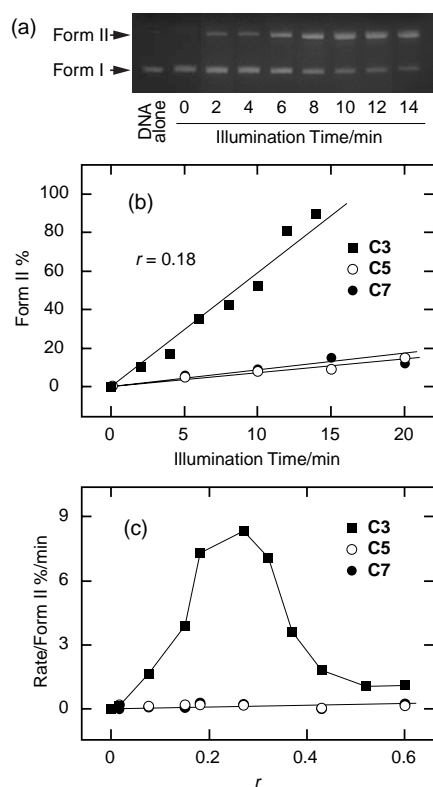 (a)
Form II
Form I
DNA alone
0 2 4 6 8 10 12 14
Illumination Time/min
(b)
r = 0.18
C3
C5
C7
Form II %
100
80
60
40
20
0
0 5 10 15 20
Illumination Time/min
(c)
C3
C5
C7
Rate/Form II %/min
9
6
3
0
0 0.2 0.4 0.6
r